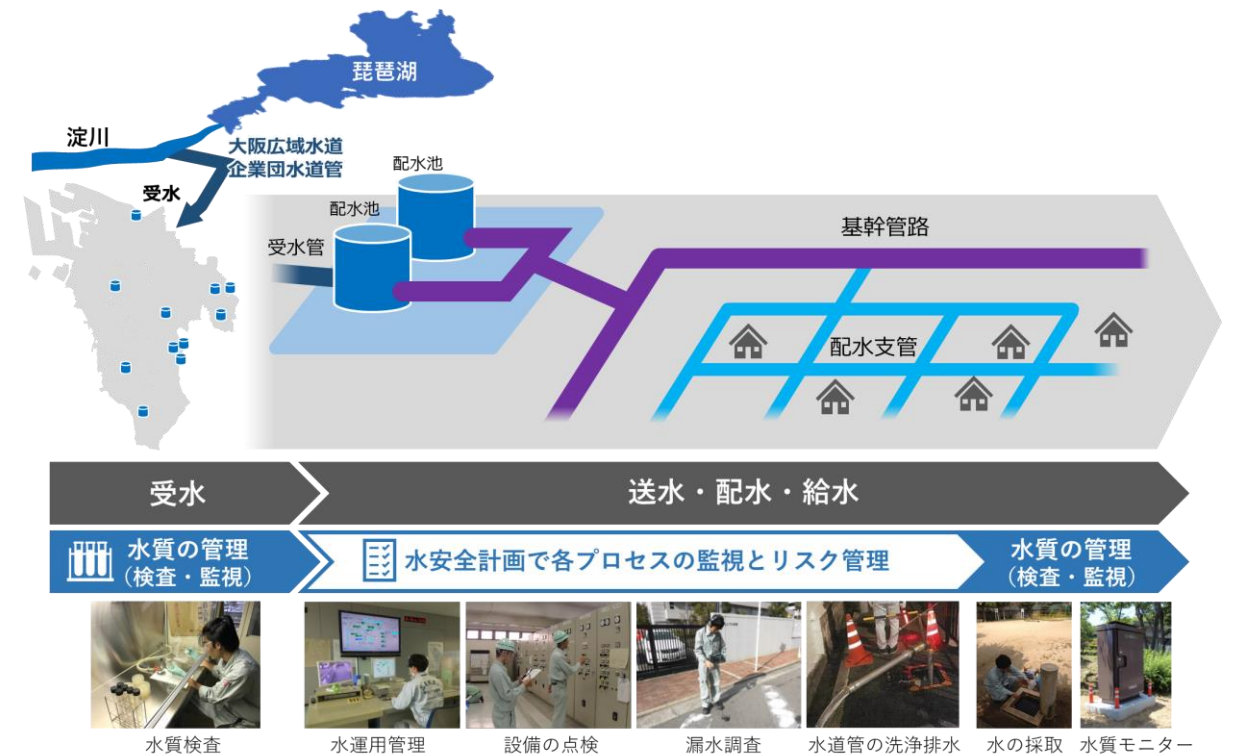 琵琶湖
淀川
大阪広域水道
企業団水道管
受水
配水池
配水池
受水管
基幹管路
配水支管
受水
送水・配水・給水
水質の管理
(検査・監視)
水安全計画で各プロセスの監視とリスク管理
水質の管理
(検査・監視)
水質検査
水運用管理
設備の点検
漏水調査
水道管の洗浄排水
水の採取
水質モニター